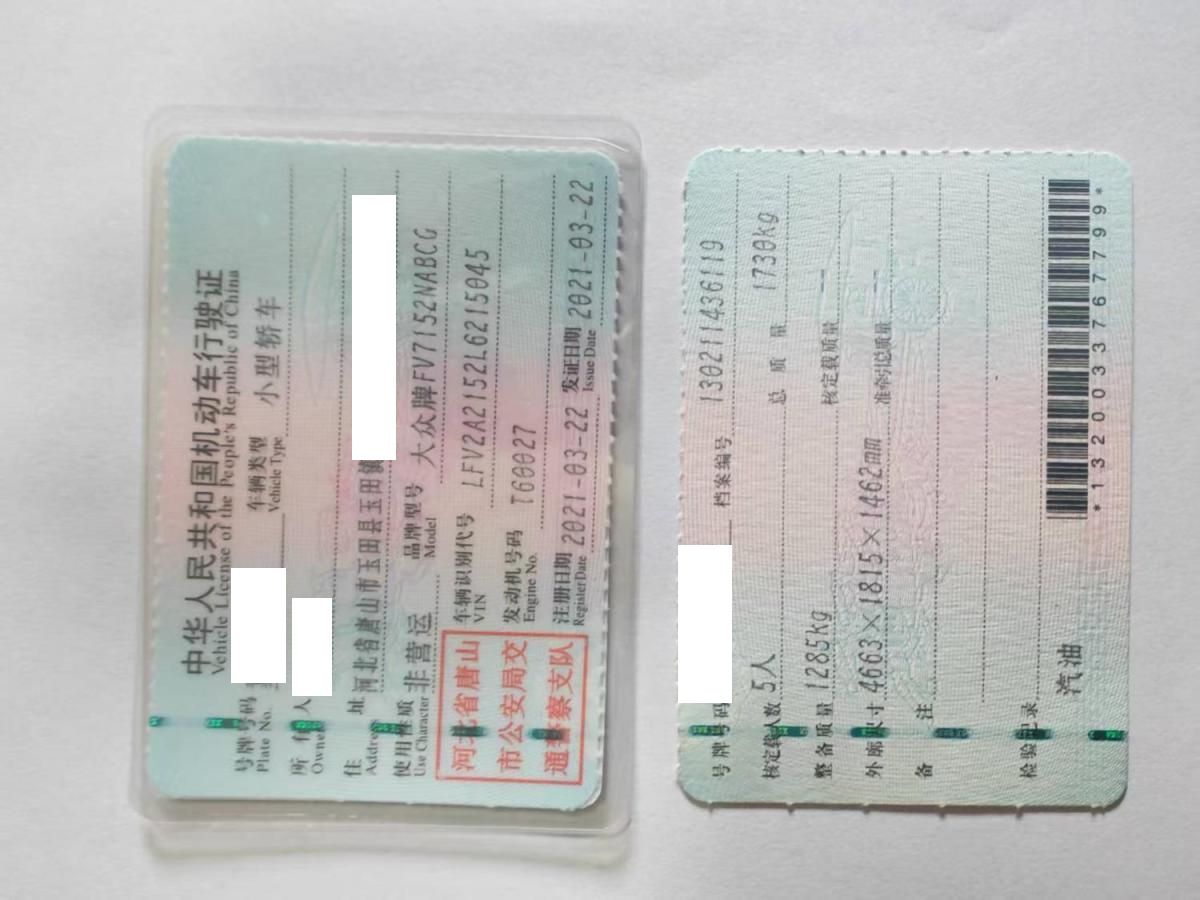 中华人民共和国机动车行驶证
Vehicle License of the People's Republic of China
号牌号码 车辆类型 小型轿车
Plate No. Vehicle Type
所有人
Owner
住址 河北省唐山市玉田县玉田镇
Address
使用性质 非营运 品牌型号 大众牌FV7152NABCG
Use Character Model
河北省唐山
市公安局交
通警察支队
车辆识别代号 LFV2A2152L6215045
VIN
发动机号码 T60027
Engine No.
注册日期 2021-03-22 发证日期 2021-03-22
Register Date Issue Date
号牌号码 档案编号 130211436119
核定载人数 5人 总质量 1730kg
整备质量 1285kg 核定载质量
外廓尺寸 4663×1815×1462mm 准牵引总质量
备注
检验记录
汽油
*1320033767799*